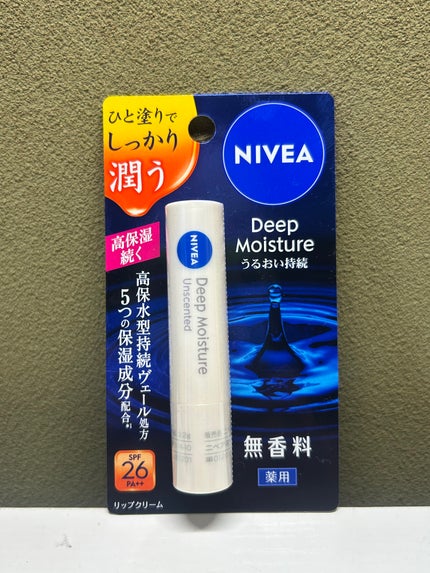 ひと塗りで
しっかり
潤う
NIVEA
Deep
Moisture
うるおい持続
高保湿
続く
高保水型持続ヴェール処方
5つの保湿成分配合*1
NIVEA
Deep Moisture
Unscented
無香料
薬用
SPF
26
PA++
リップクリーム